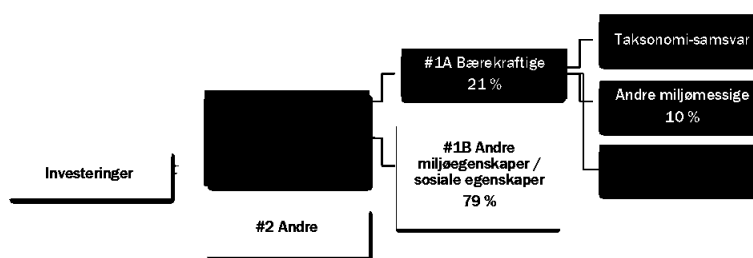 Investeringer
#2 Andre
#1A Bærekraftige
21 %
#1B Andre
miljøegenskaper /
sosiale egenskaper
79 %
Taksonomi-samsvar
Andre miljømessige
10 %